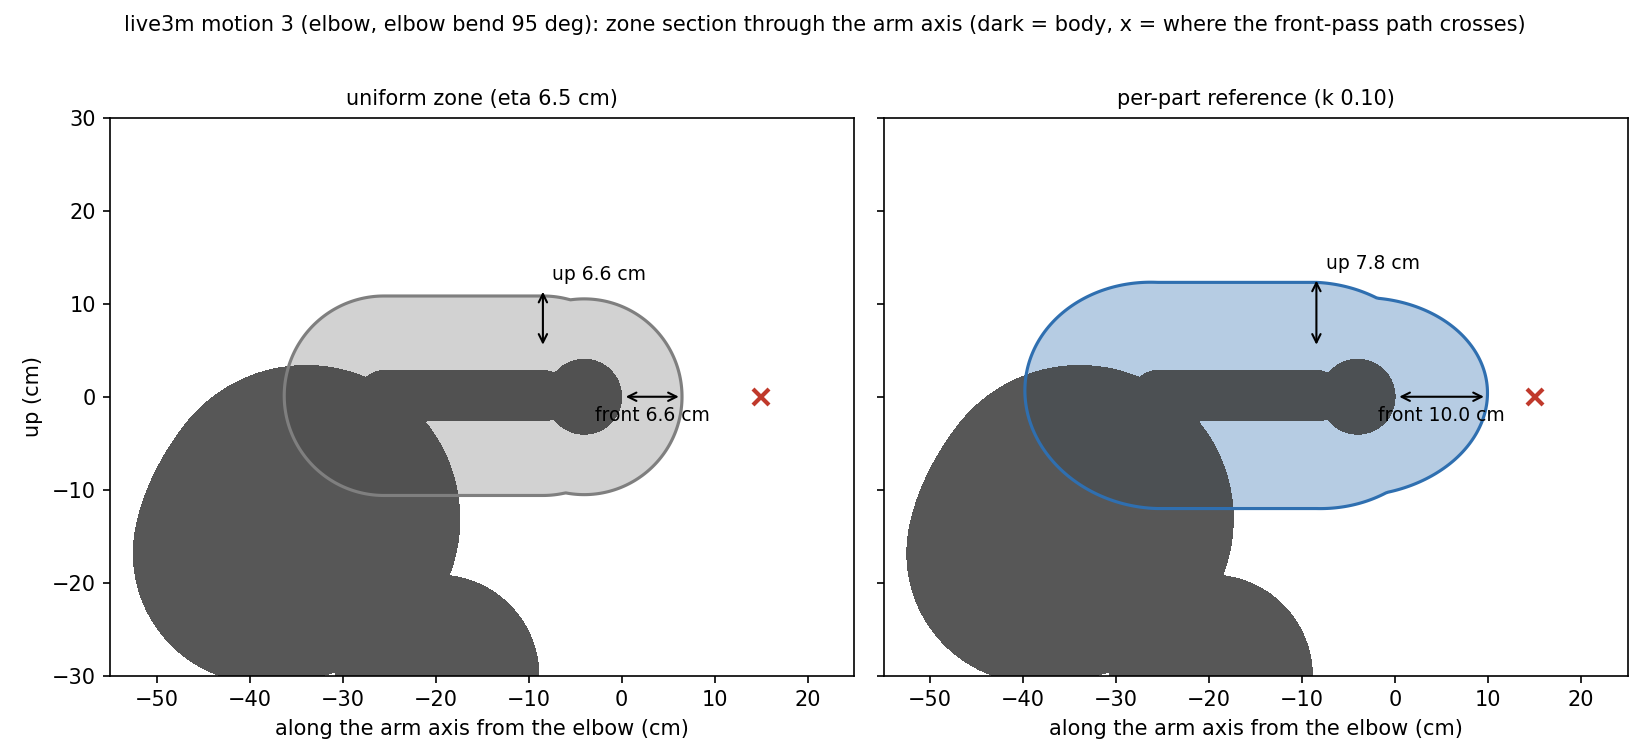 live3m motion 3 (elbow, elbow bend 95 deg): zone section through the arm axis (dark = body, x = where the front-pass path crosses)
uniform zone (eta 6.5 cm)
per-part reference (k 0.10)
30
20
10
0
−10
−20
−30
up (cm)
up 6.6 cm
front 6.6 cm
up 7.8 cm
front 10.0 cm
−50 −40 −30 −20 −10 0 10 20
−50 −40 −30 −20 −10 0 10 20
along the arm axis from the elbow (cm)
along the arm axis from the elbow (cm)